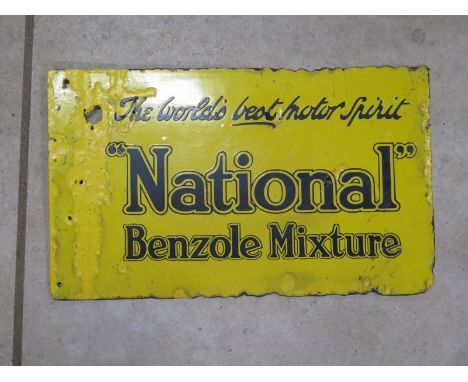 The world's best motor Spirit
"National"
Benzole Mixture